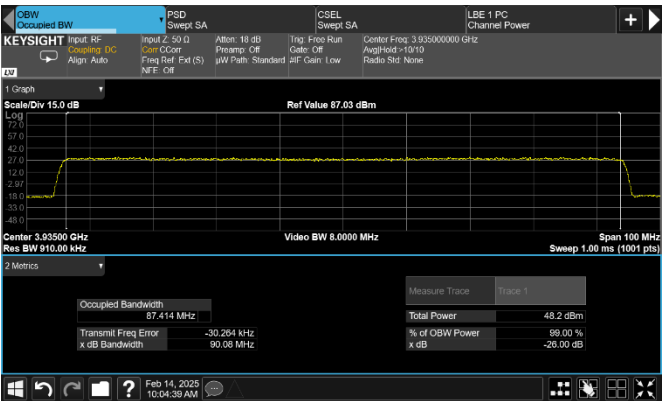 OBW
Occupied BW
PSD
Swept SA
CSEL
Swept SA
LBE 1 PC
Channel Power
+
KEYSIGHT
Input: RF
Coupling: DC
Align: Auto
Input Z: 50 Ω
Corr CCorr
Freq Ref: Ext (S)
NFE: Off
Atten: 18 dB
Preamp: Off
µW Path: Standard
Trig: Free Run
Gate: Off
#IF Gain: Low
Center Freq: 3.935000000 GHz
Avg|Hold:>10/10
Radio Std: None
LXI
1 Graph
Scale/Div 15.0 dB
Ref Value 87.03 dBm
Log
72.0
57.0
42.0
27.0
12.0
-2.97
-18.0
-33.0
-48.0
Center 3.93500 GHz
Video BW 8.0000 MHz
Span 100 MHz
Res BW 910.00 kHz
Sweep 1.00 ms (1001 pts)
2 Metrics
Measure Trace
Trace 1
Occupied Bandwidth
87.414 MHz
Total Power
48.2 dBm
Transmit Freq Error
-30.264 kHz
% of OBW Power
99.00 %
x dB Bandwidth
90.08 MHz
x dB
-26.00 dB
?
Feb 14, 2025
10:04:39 AM